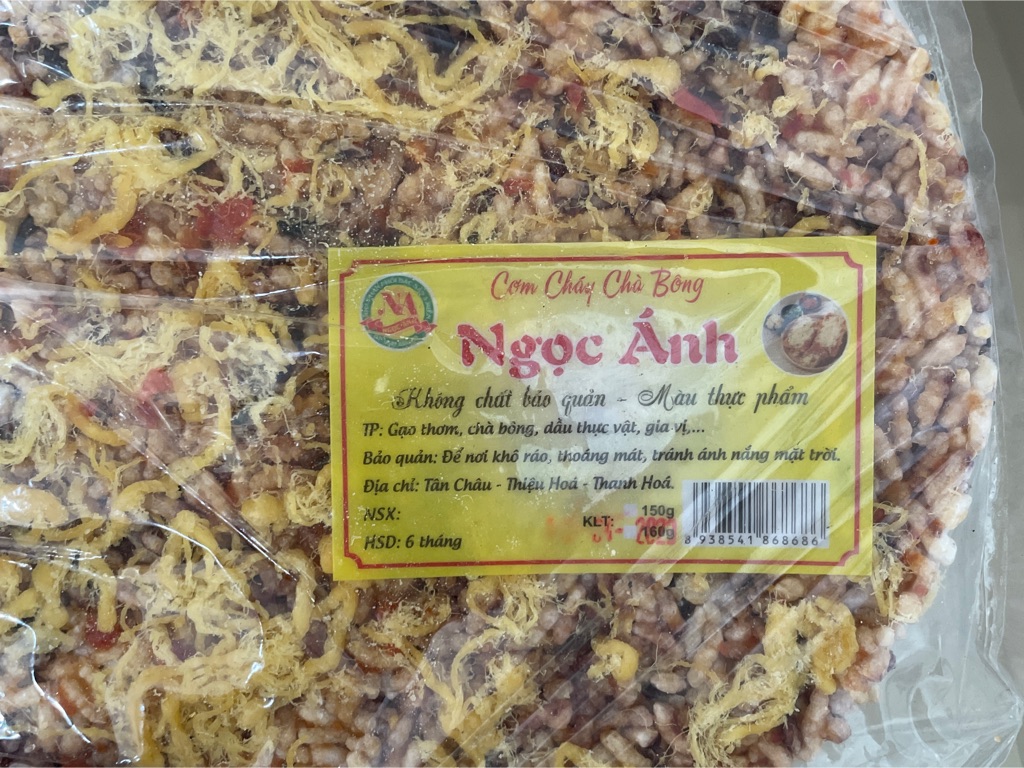 Cơm Cháy Chà Bông
Ngọc Ánh
Không chất bảo quản - Màu thực phẩm
TP: Gạo thơm, chà bông, dầu thực vật, gia vị,...
Bảo quản: Để nơi khô ráo, thoáng mát, tránh ánh nắng mặt trời.
Địa chỉ: Tân Châu - Thiệu Hoá - Thanh Hoá.
NSX:
HSD: 6 tháng
KLT: 150g
160g
8 938541 868686